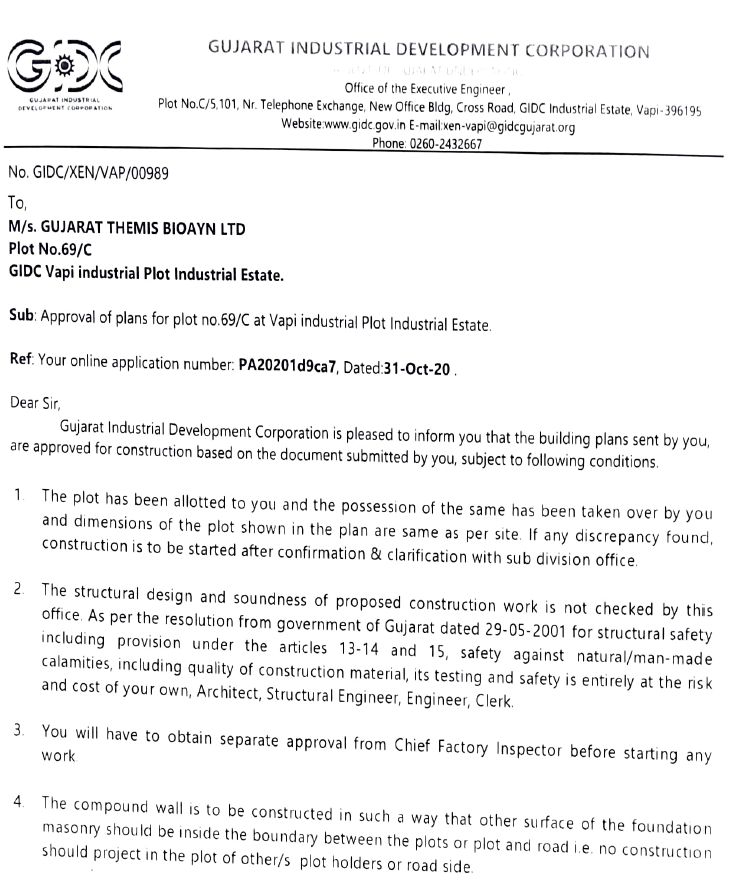 GIDC
GUJARAT INDUSTRIAL
DEVELOPMENT CORPORATION
GUJARAT INDUSTRIAL DEVELOPMENT CORPORATION
Office of the Executive Engineer ,
Plot No.C/5,101, Nr. Telephone Exchange, New Office Bldg, Cross Road, GIDC Industrial Estate, Vapi-396195
Website:www.gidc.gov.in E-mail:xen-vapi@gidcgujarat.org
Phone: 0260-2432667
No. GIDC/XEN/VAP/00989
To,
M/s. GUJARAT THEMIS BIOAYN LTD
Plot No.69/C
GIDC Vapi industrial Plot Industrial Estate.
Sub: Approval of plans for plot no.69/C at Vapi industrial Plot Industrial Estate.
Ref: Your online application number: PA20201d9ca7, Dated:31-Oct-20 .
Dear Sir,
Gujarat Industrial Development Corporation is pleased to inform you that the building plans sent by you,
are approved for construction based on the document submitted by you, subject to following conditions.
1. The plot has been allotted to you and the possession of the same has been taken over by you
and dimensions of the plot shown in the plan are same as per site. If any discrepancy found,
construction is to be started after confirmation & clarification with sub division office.
2. The structural design and soundness of proposed construction work is not checked by this
office. As per the resolution from government of Gujarat dated 29-05-2001 for structural safety
including provision under the articles 13-14 and 15, safety against natural/man-made
calamities, including quality of construction material, its testing and safety is entirely at the risk
and cost of your own, Architect, Structural Engineer, Engineer, Clerk.
3. You will have to obtain separate approval from Chief Factory Inspector before starting any
work
4. The compound wall is to be constructed in such a way that other surface of the foundation
masonry should be inside the boundary between the plots or plot and road i.e. no construction
should project in the plot of other/s plot holders or road side.